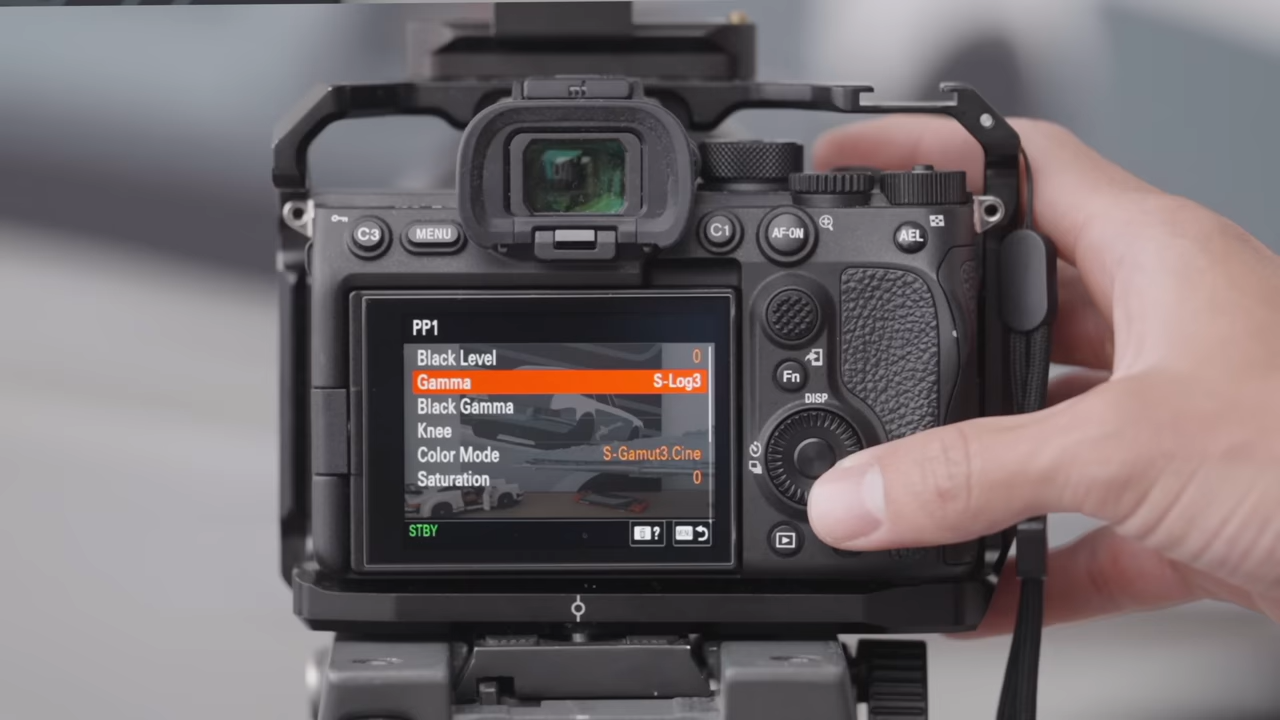 C3
MENU
C1
AF-ON
AEL
PP1
Black Level 0
Gamma S-Log3
Black Gamma
Knee
Color Mode S-Gamut3.Cine
Saturation 0
STBY
?
MENU
Fn
DISP